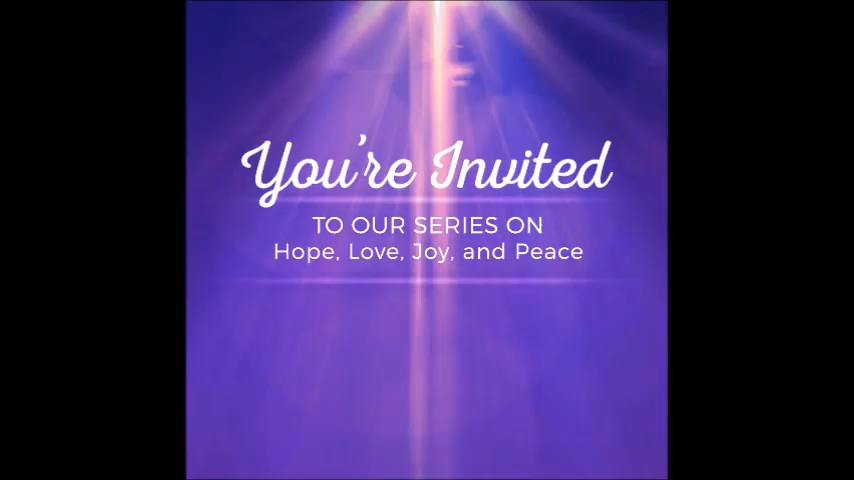 You're Invited
TO OUR SERIES ON
Hope, Love, Joy, and Peace